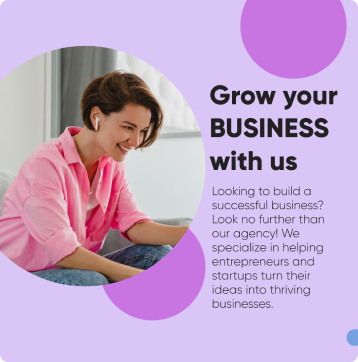 Grow your
BUSINESS
with us
Looking to build a
successful business?
Look no further than
our agency! We
specialize in helping
entrepreneurs and
startups turn their
ideas into thriving
businesses.